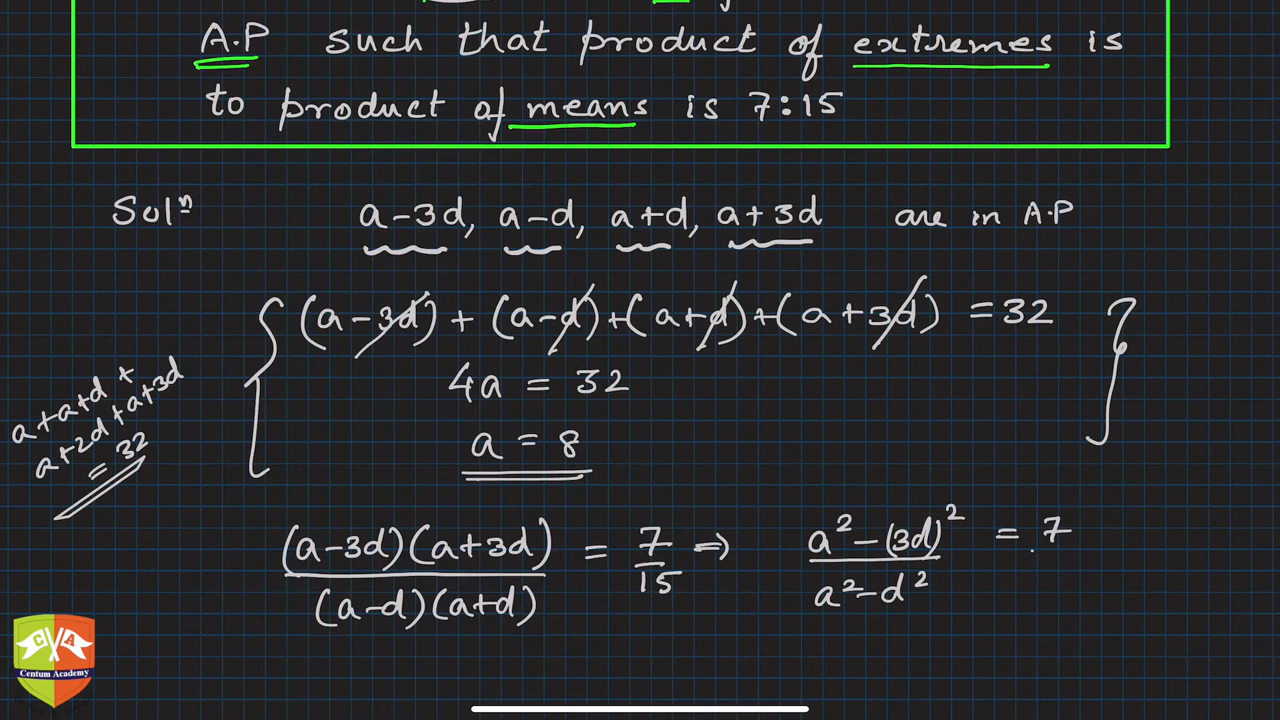 A.P such that product of extremes is
to product of means is 7:15
Solⁿ a-3d, a-d, a+d, a+3d are in A.P
(a-3d) + (a-d) + (a+d) + (a+3d) = 32
4a = 32
a = 8
a+a+d +
a+2d+a+3d
= 32
(a-3d)(a+3d) / (a-d)(a+d) = 7/15 ⇒ a²-(3d)² / a²-d² = 7
CA
Centum Academy